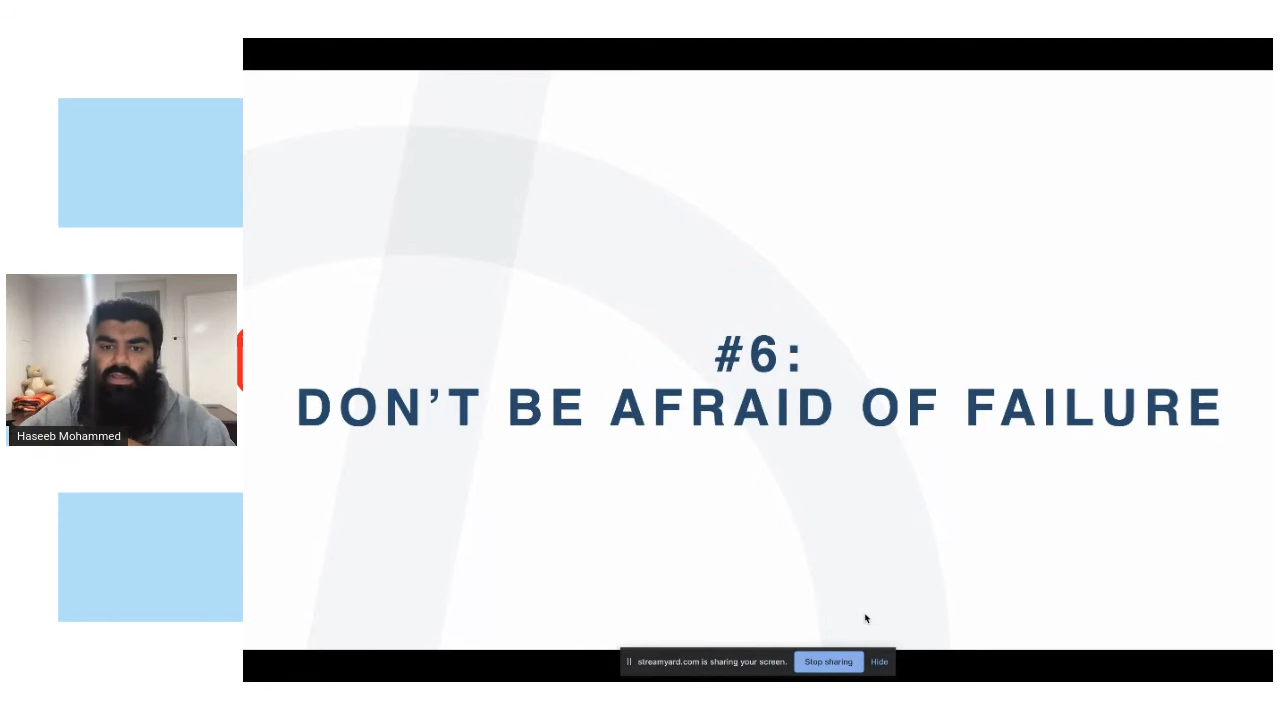 #6:
DON'T BE AFRAID OF FAILURE
Haseeb Mohammed
streamyard.com is sharing your screen. Stop sharing Hide